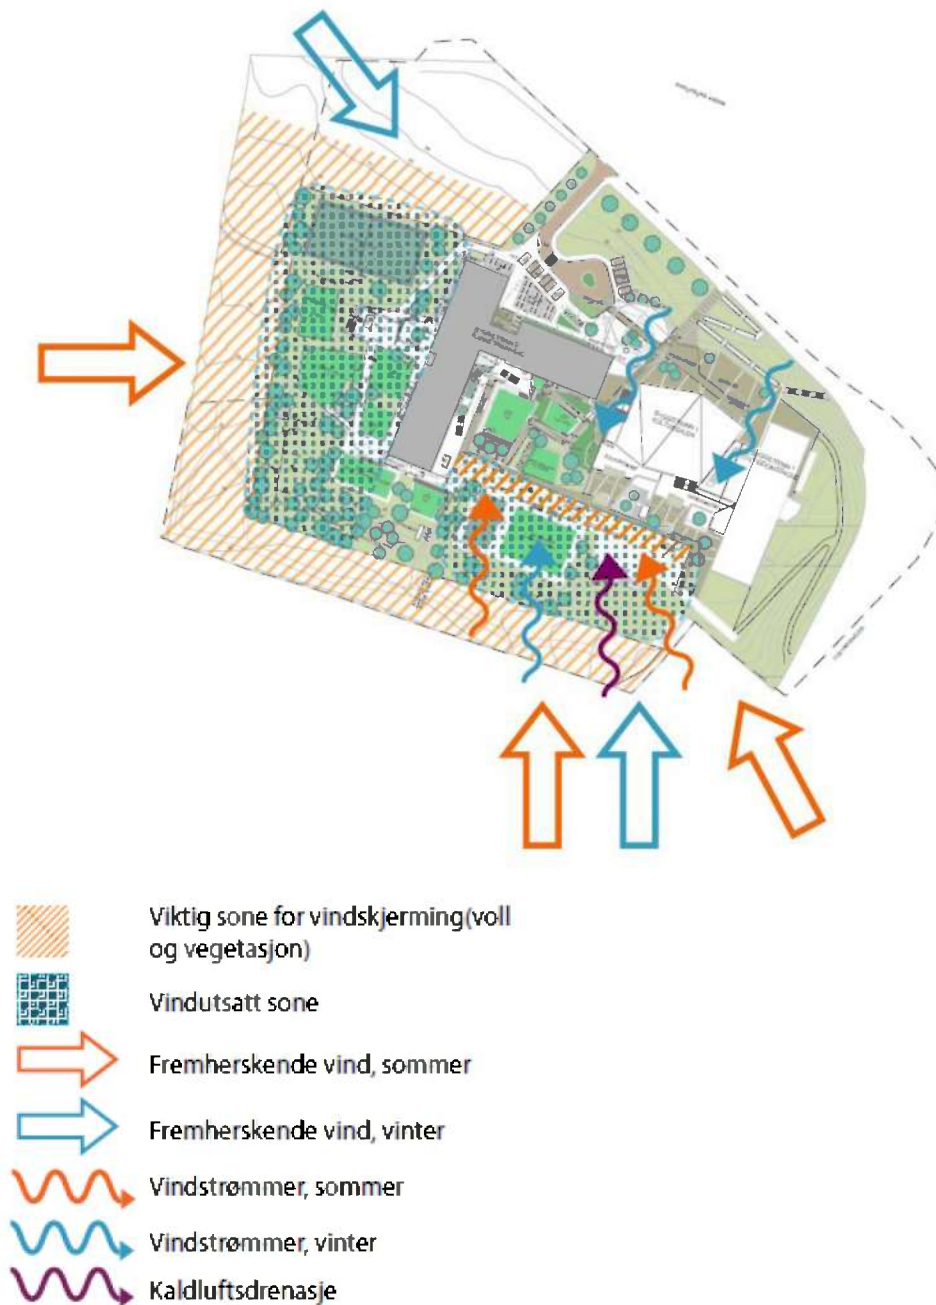 Viktig sone for vindskjerming(voll
og vegetasjon)
Vindutsatt sone
Fremherskende vind, sommer
Fremherskende vind, vinter
Vindstrømmer, sommer
Vindstrømmer, vinter
Kaldluftsdrenasje